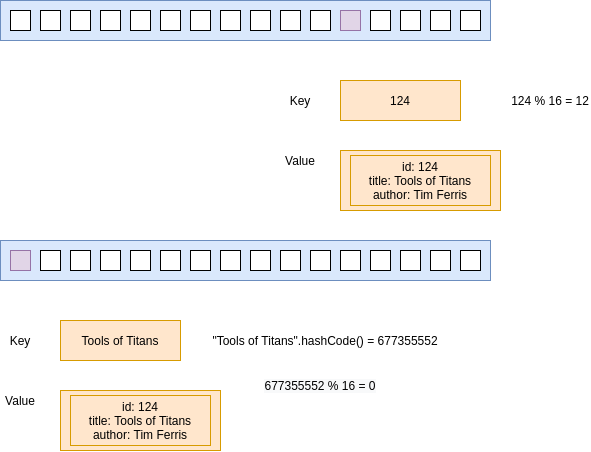 Key
124
124 % 16 = 12
Value
id: 124
title: Tools of Titans
author: Tim Ferris
Key
Tools of Titans
"Tools of Titans".hashCode() = 677355552
677355552 % 16 = 0
Value
id: 124
title: Tools of Titans
author: Tim Ferris